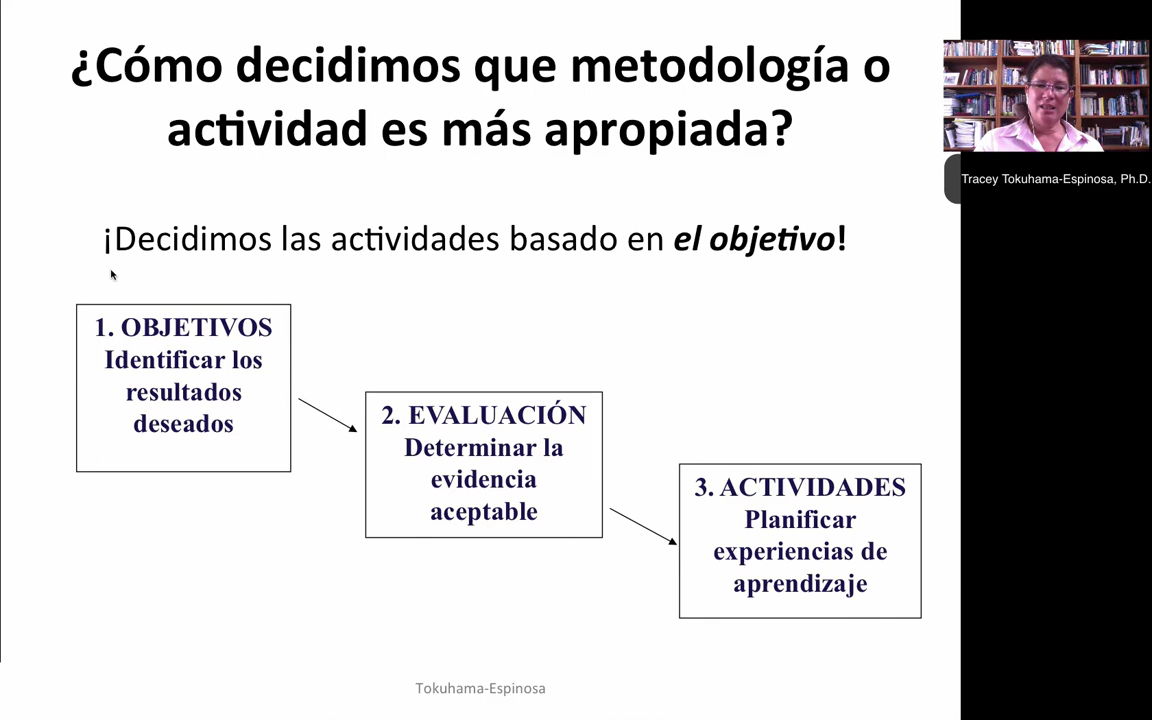 ¿Cómo decidimos que metodología o
actividad es más apropiada?
¡Decidimos las actividades basado en el objetivo!
1. OBJETIVOS
Identificar los
resultados
deseados
2. EVALUACIÓN
Determinar la
evidencia
aceptable
3. ACTIVIDADES
Planificar
experiencias de
aprendizaje
Tokuhama-Espinosa
Tracey Tokuhama-Espinosa, Ph.D.